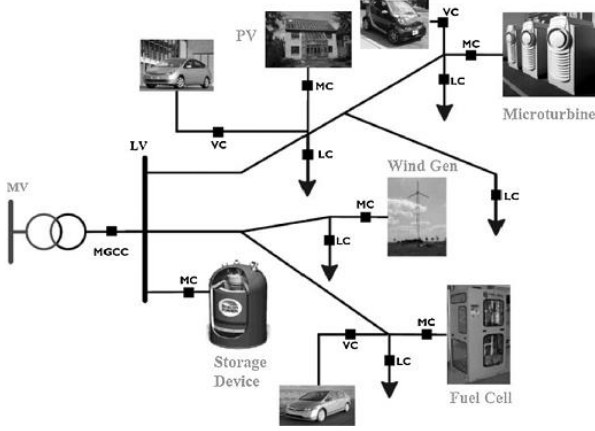 VC
PV
MC
MC
LC
Microturbine
VC
LV
LC
Wind Gen
MV
MC
LC
MGCC
LC
MC
MC
VC
LC
Storage
Device
Fuel Cell